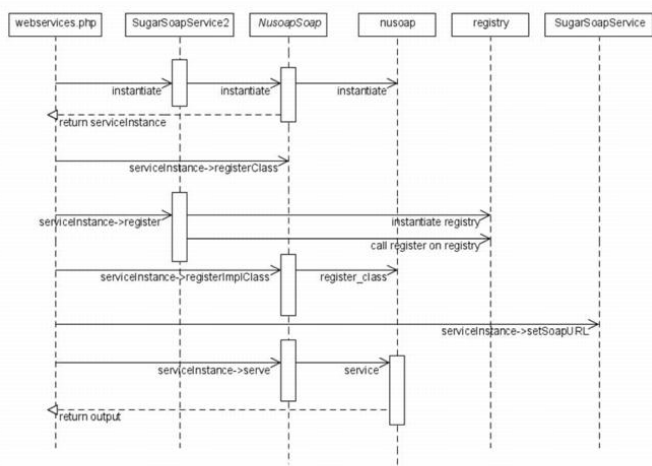 webservices.php
SugarSoapService2
NusoapSoap
nusoap
registry
SugarSoapService
instantiate
instantiate
instantiate
return serviceInstance
serviceInstance->registerClass
serviceInstance->register
instantiate registry
call register on registry
serviceInstance->registerImplClass
register_class
serviceInstance->setSoapURL
serviceInstance->serve
service
return output